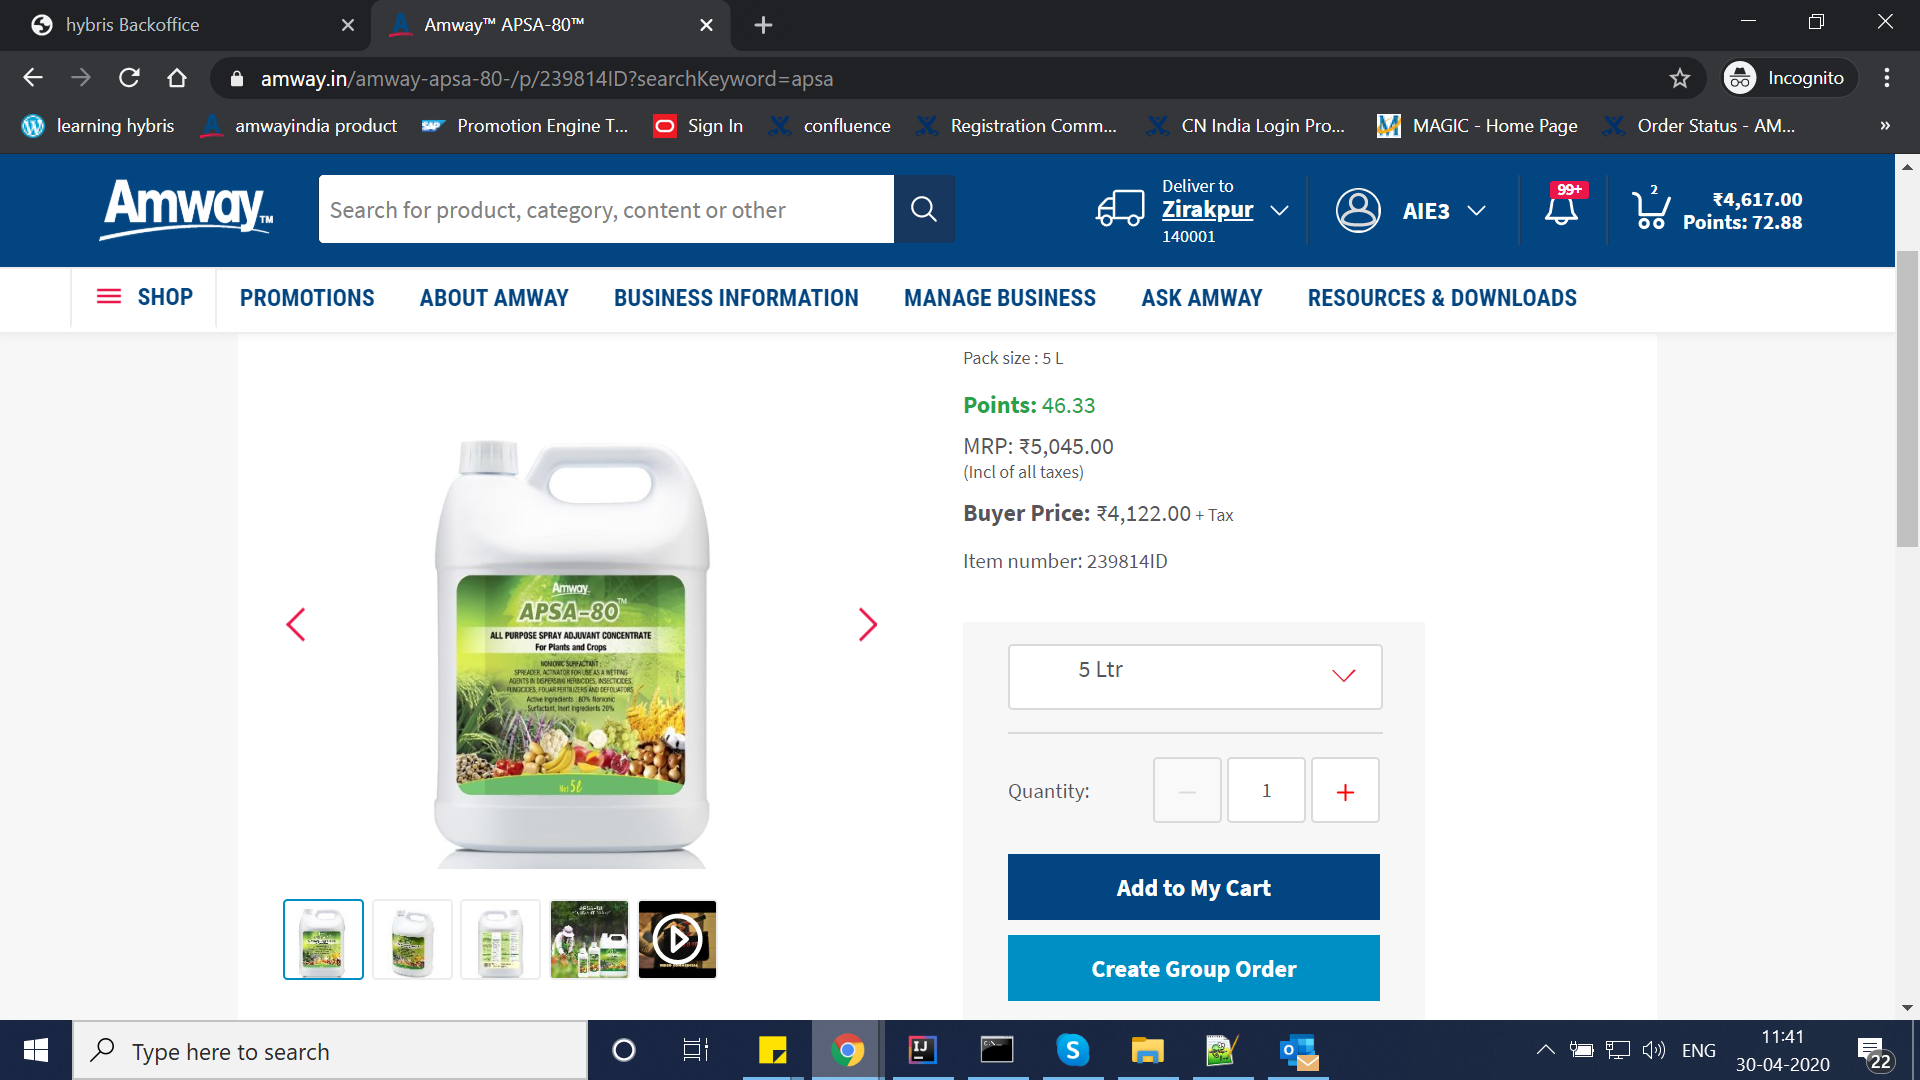 hybris Backoffice
Amway™ APSA-80™
amway.in/amway-apsa-80-/p/239814ID?searchKeyword=apsa
Incognito
learning hybris
amwayindia product
SAP
Promotion Engine T...
Sign In
confluence
Registration Comm...
CN India Login Pro...
MAGIC - Home Page
Order Status - AM...
»
Amway™
Search for product, category, content or other
Deliver to
Zirakpur
140001
AIE3
99+
2
₹4,617.00
Points: 72.88
SHOP
PROMOTIONS
ABOUT AMWAY
BUSINESS INFORMATION
MANAGE BUSINESS
ASK AMWAY
RESOURCES & DOWNLOADS
Pack size : 5 L
Points: 46.33
MRP: ₹5,045.00
(Incl of all taxes)
Buyer Price: ₹4,122.00 + Tax
Item number: 239814ID
Amway
APSA-80™
ALL PURPOSE SPRAY ADJUVANT CONCENTRATE
For Plants and Crops
NONIONIC SURFACTANT :
SPREADER, ACTIVATOR FOR USE AS A WETTING
AGENTS IN DISPERSING HERBICIDES, INSECTICIDES,
FUNGICIDES, FOLIAR FERTILIZERS AND DEFOLIATORS
Active Ingredients : 80% Nonionic
Surfactant, Inert Ingredients 20%
Net 5ℓ
5 Ltr
Quantity:
1
Add to My Cart
Create Group Order
Type here to search
ENG
11:41
30-04-2020
22